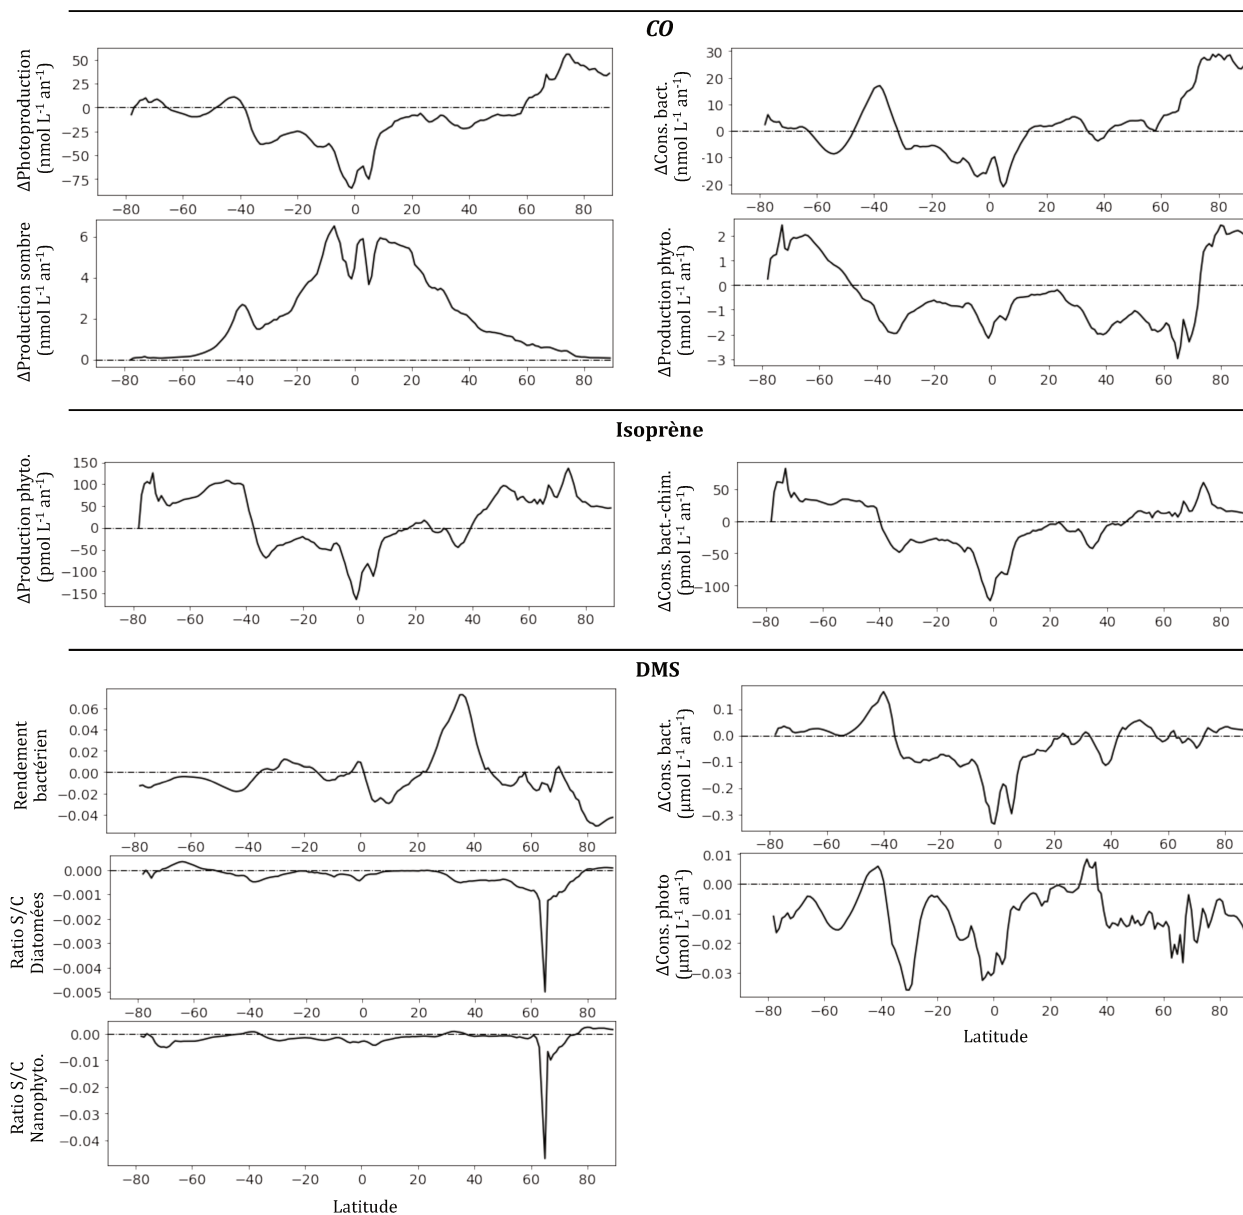 CO
ΔPhotoproduction
(nmol L-1 an-1)
50
25
0
−25
−50
−75
−80 −60 −40 −20 0 20 40 60 80
ΔCons. bact.
(nmol L-1 an-1)
30
20
10
0
-10
-20
-80 -60 -40 -20 0 20 40 60 80
ΔProduction sombre
(nmol L-1 an-1)
6
4
2
0
−80 −60 −40 −20 0 20 40 60 80
ΔProduction phyto.
(nmol L-1 an-1)
2
1
0
−1
−2
−3
−80 −60 −40 −20 0 20 40 60 80
Isoprène
ΔProduction phyto.
(pmol L-1 an-1)
150
100
50
0
−50
−100
−150
−80 −60 −40 −20 0 20 40 60 80
ΔCons. bact.-chim.
(pmol L-1 an-1)
50
0
−50
−100
−80 −60 −40 −20 0 20 40 60 80
DMS
Rendement
bactérien
0.06
0.04
0.02
0.00
−0.02
−0.04
−80 −60 −40 −20 0 20 40 60 80
ΔCons. bact.
(μmol L-1 an-1)
0.1
0.0
−0.1
−0.2
−0.3
−80 −60 −40 −20 0 20 40 60 80
Ratio S/C
Diatomées
0.000
−0.001
−0.002
−0.003
−0.004
−0.005
−80 −60 −40 −20 0 20 40 60 80
ΔCons. photo
(μmol L-1 an-1)
0.01
0.00
−0.01
−0.02
−0.03
−80 −60 −40 −20 0 20 40 60 80
Latitude
Ratio S/C
Nanophyto.
0.00
−0.01
−0.02
−0.03
−0.04
−80 −60 −40 −20 0 20 40 60 80
Latitude